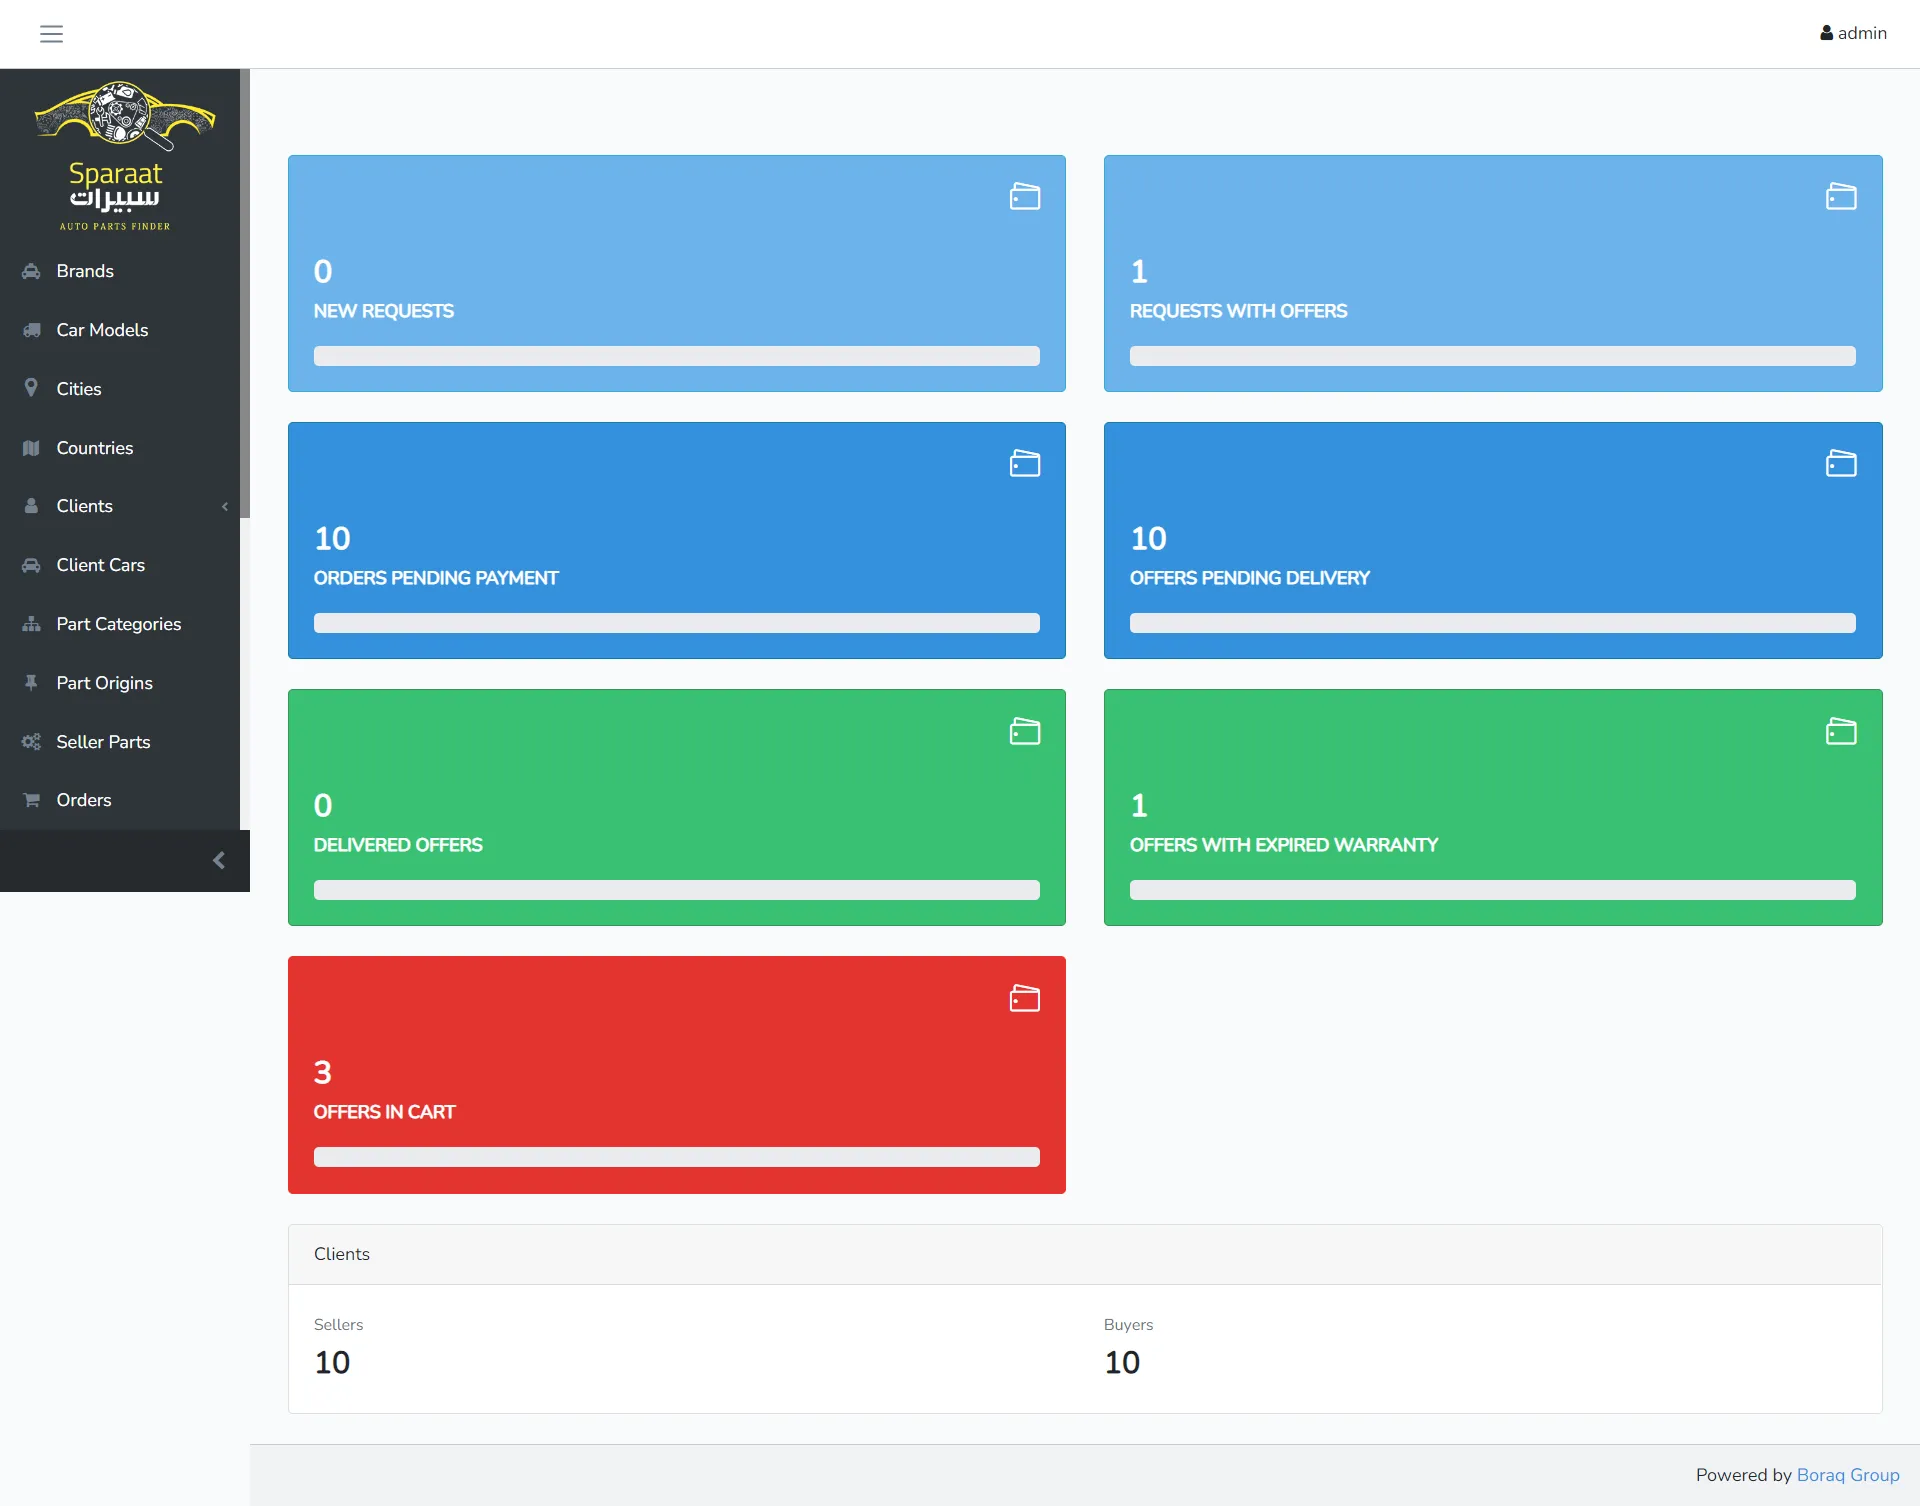 admin
Sparaat
سبيرات
AUTO PARTS FINDER
Brands
Car Models
Cities
Countries
Clients
Client Cars
Part Categories
Part Origins
Seller Parts
Orders
0
NEW REQUESTS
1
REQUESTS WITH OFFERS
10
ORDERS PENDING PAYMENT
10
OFFERS PENDING DELIVERY
0
DELIVERED OFFERS
1
OFFERS WITH EXPIRED WARRANTY
3
OFFERS IN CART
Clients
Sellers
10
Buyers
10
Powered by Boraq Group